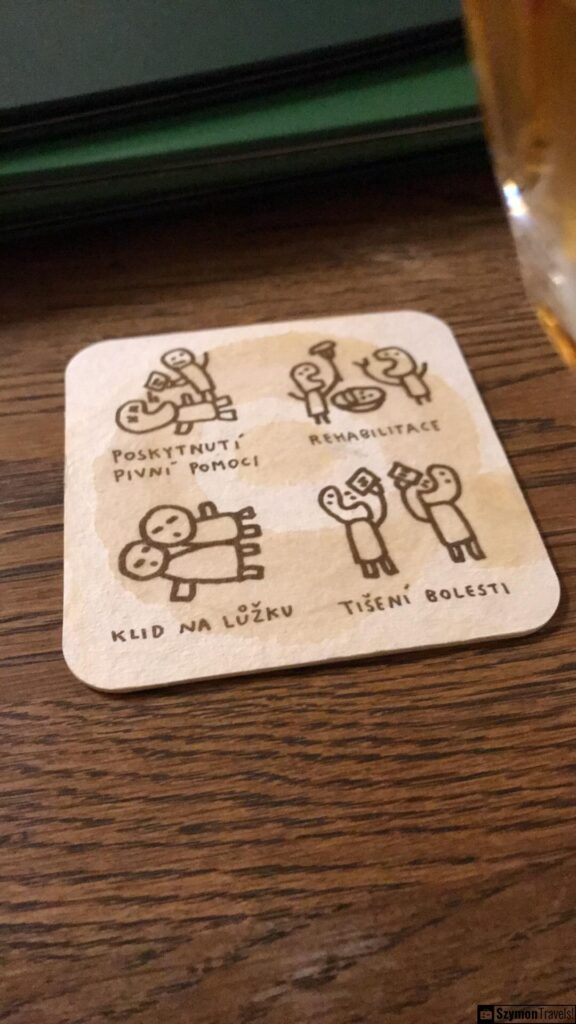 POSKYTNUTÍ
PIVNÍ POMOCI
REHABILITACE
KLID NA LŮŽKU
TIŠENÍ BOLESTI
SzymonTravels!